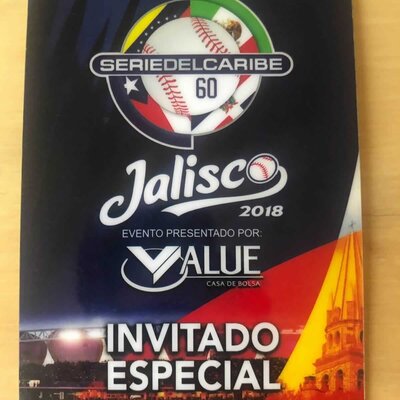 SERIEDELCARIBE
60
Jalisco
2018
EVENTO PRESENTADO POR:
VALUE
CASA DE BOLSA
INVITADO
ESPECIAL